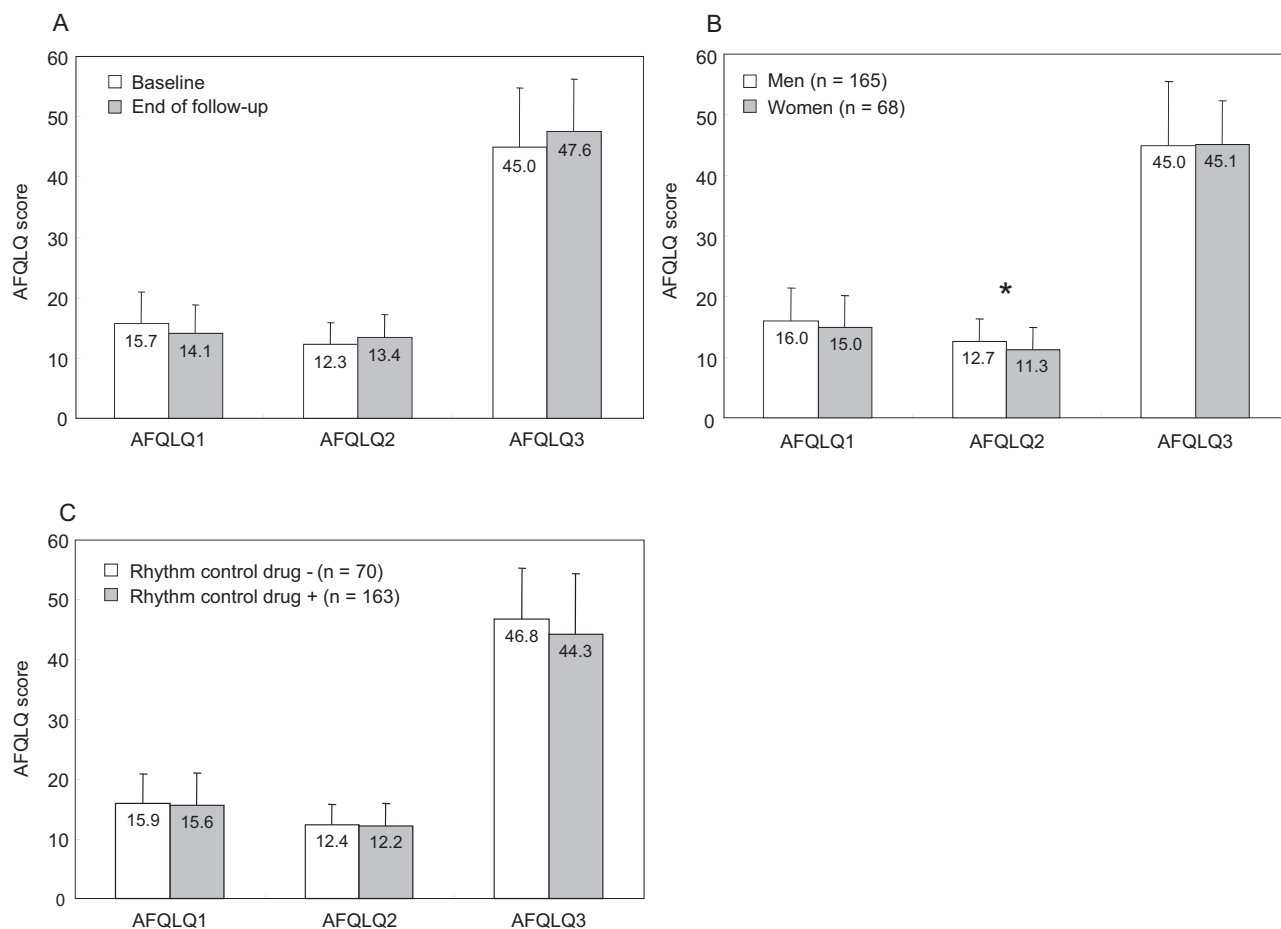 A
60
50
40
30
20
10
0
AFQLQ score
Baseline
End of follow-up
15.7
14.1
12.3
13.4
45.0
47.6
AFQLQ1
AFQLQ2
AFQLQ3
B
60
50
40
30
20
10
0
AFQLQ score
Men (n = 165)
Women (n = 68)
16.0
15.0
*
12.7
11.3
45.0
45.1
AFQLQ1
AFQLQ2
AFQLQ3
C
60
50
40
30
20
10
0
AFQLQ score
Rhythm control drug - (n = 70)
Rhythm control drug + (n = 163)
15.9
15.6
12.4
12.2
46.8
44.3
AFQLQ1
AFQLQ2
AFQLQ3